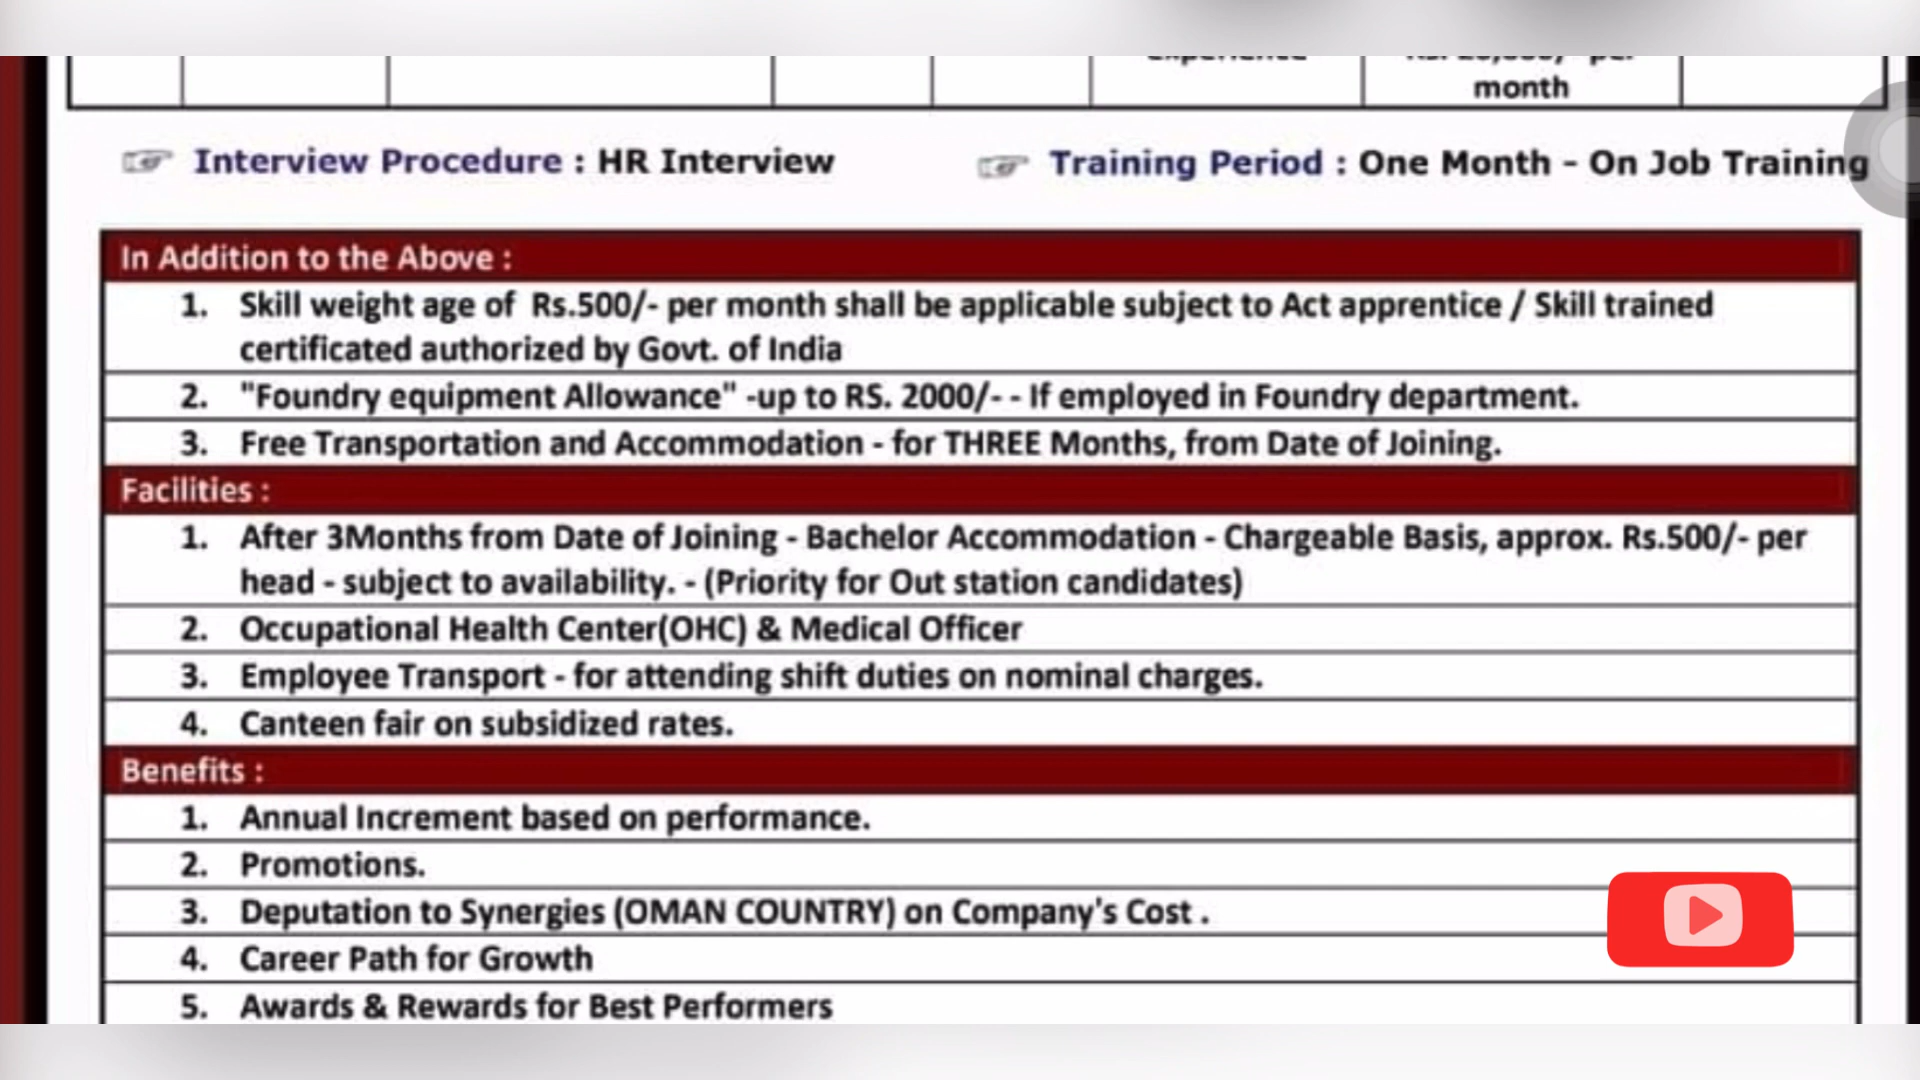 month
Interview Procedure : HR Interview
Training Period : One Month - On Job Training
In Addition to the Above :
1. Skill weight age of Rs.500/- per month shall be applicable subject to Act apprentice / Skill trained
certificated authorized by Govt. of India
2. "Foundry equipment Allowance" -up to RS. 2000/- - If employed in Foundry department.
3. Free Transportation and Accommodation - for THREE Months, from Date of Joining.
Facilities :
1. After 3Months from Date of Joining - Bachelor Accommodation - Chargeable Basis, approx. Rs.500/- per
head - subject to availability. - (Priority for Out station candidates)
2. Occupational Health Center(OHC) & Medical Officer
3. Employee Transport - for attending shift duties on nominal charges.
4. Canteen fair on subsidized rates.
Benefits :
1. Annual Increment based on performance.
2. Promotions.
3. Deputation to Synergies (OMAN COUNTRY) on Company's Cost .
4. Career Path for Growth
5. Awards & Rewards for Best Performers